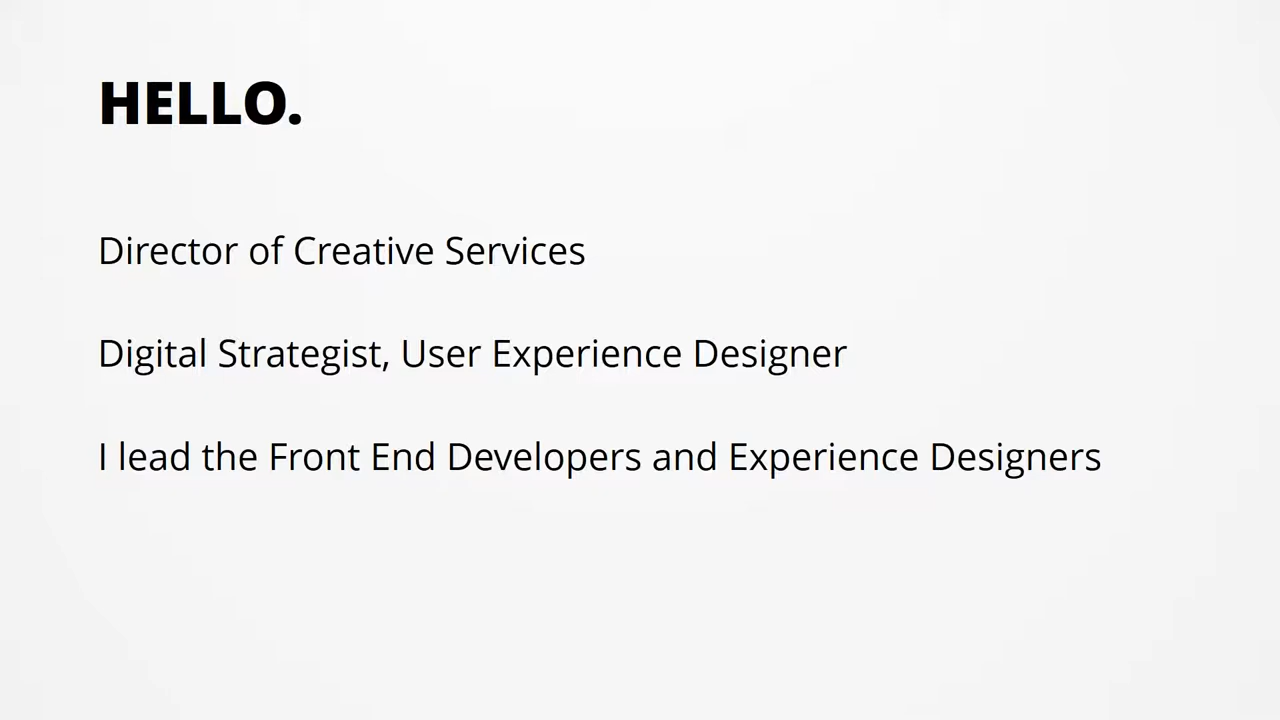 HELLO.
Director of Creative Services
Digital Strategist, User Experience Designer
I lead the Front End Developers and Experience Designers